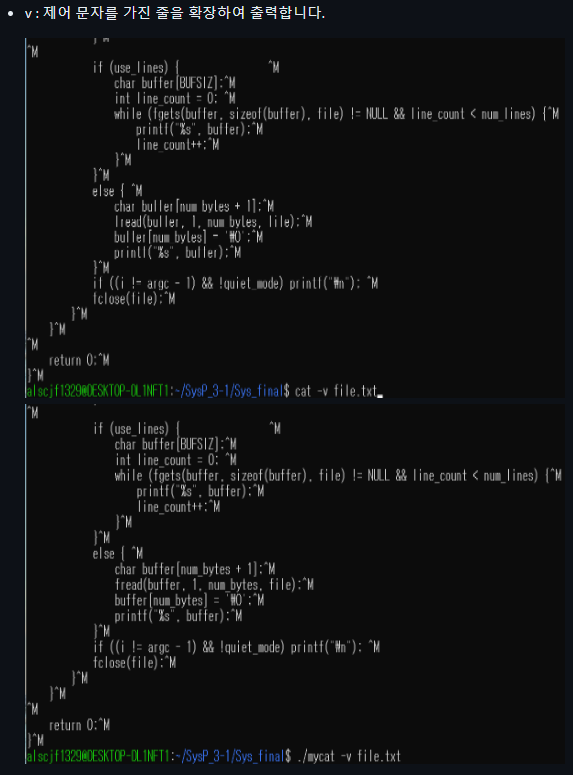 • v : 제어 문자를 가진 줄을 확장하여 출력합니다.
^M
if (use_lines) { ^M
char buffer[BUFSIZ];^M
int line_count = 0; ^M
while (fgets(buffer, sizeof(buffer), file) != NULL && line_count < num_lines) {^M
printf("%s", buffer);^M
line_count++;^M
}^M
}^M
else { ^M
char buffer[num_bytes + 1];^M
fread(buffer, 1, num_bytes, file);^M
buffer[num_bytes] = '₩0';^M
printf("%s", buffer);^M
}^M
if ((i != argc - 1) && !quiet_mode) printf("₩n"); ^M
fclose(file);^M
}^M
}^M
^M
return 0;^M
}^M
alscjf1329@DESKTOP-DL1NFT1:~/SysP_3-1/Sys_final$ cat -v file.txt
^M
if (use_lines) { ^M
char buffer[BUFSIZ];^M
int line_count = 0; ^M
while (fgets(buffer, sizeof(buffer), file) != NULL && line_count < num_lines) {^M
printf("%s", buffer);^M
line_count++;^M
}^M
}^M
else { ^M
char buffer[num_bytes + 1];^M
fread(buffer, 1, num_bytes, file);^M
buffer[num_bytes] = '₩0';^M
printf("%s", buffer);^M
}^M
if ((i != argc - 1) && !quiet_mode) printf("₩n"); ^M
fclose(file);^M
}^M
}^M
^M
return 0;^M
}^M
alscjf1329@DESKTOP-DL1NFT1:~/SysP_3-1/Sys_final$ ./mycat -v file.txt